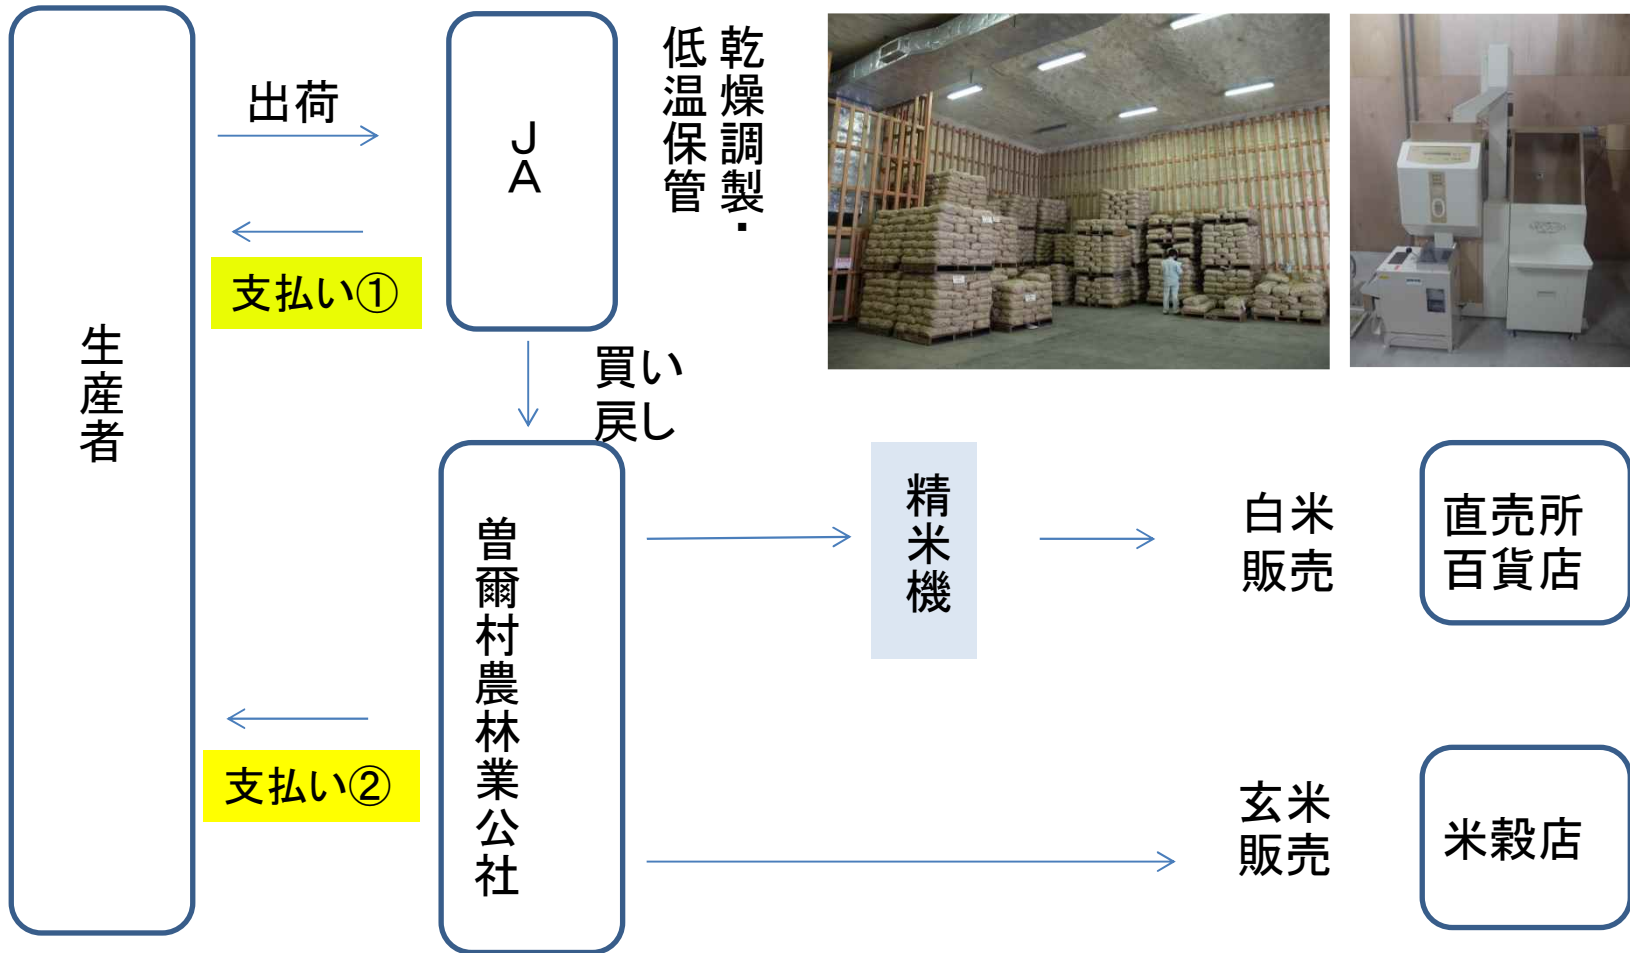 生産者
出荷
支払い①
JA
乾燥調製・
低温保管
買い
戻し
曽爾村農林業公社
支払い②
精米機
白米
販売
直売所
百貨店
玄米
販売
米穀店